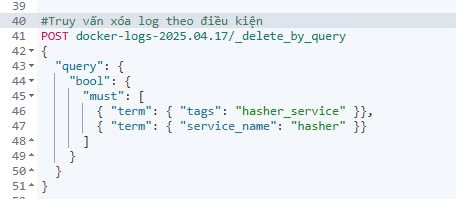 39
40 #Truy vấn xóa log theo điều kiện
41 POST docker-logs-2025.04.17/_delete_by_query
42 {
43   "query": {
44     "bool": {
45       "must": [
46         { "term": { "tags": "hasher_service" }},
47         { "term": { "service_name": "hasher" }}
48       ]
49     }
50   }
51 }